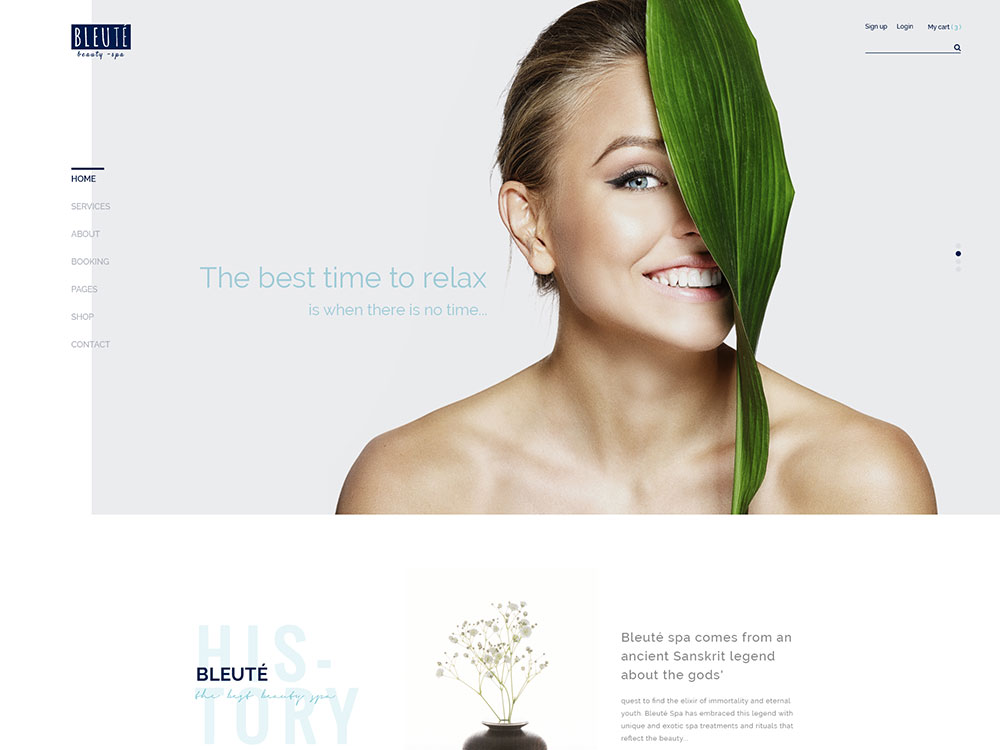 BLEUTÉ
beauty - spa
Sign up Login My cart ( 3 )
HOME
SERVICES
ABOUT
BOOKING
PAGES
SHOP
CONTACT
The best time to relax
is when there is no time...
HIS-
TORY
BLEUTÉ
the best beauty spa
Bleuté spa comes from an
ancient Sanskrit legend
about the gods'
quest to find the elixir of immortality and eternal
youth. Bleuté Spa has embraced this legend with
unique and exotic spa treatments and rituals that
reflect the beauty...